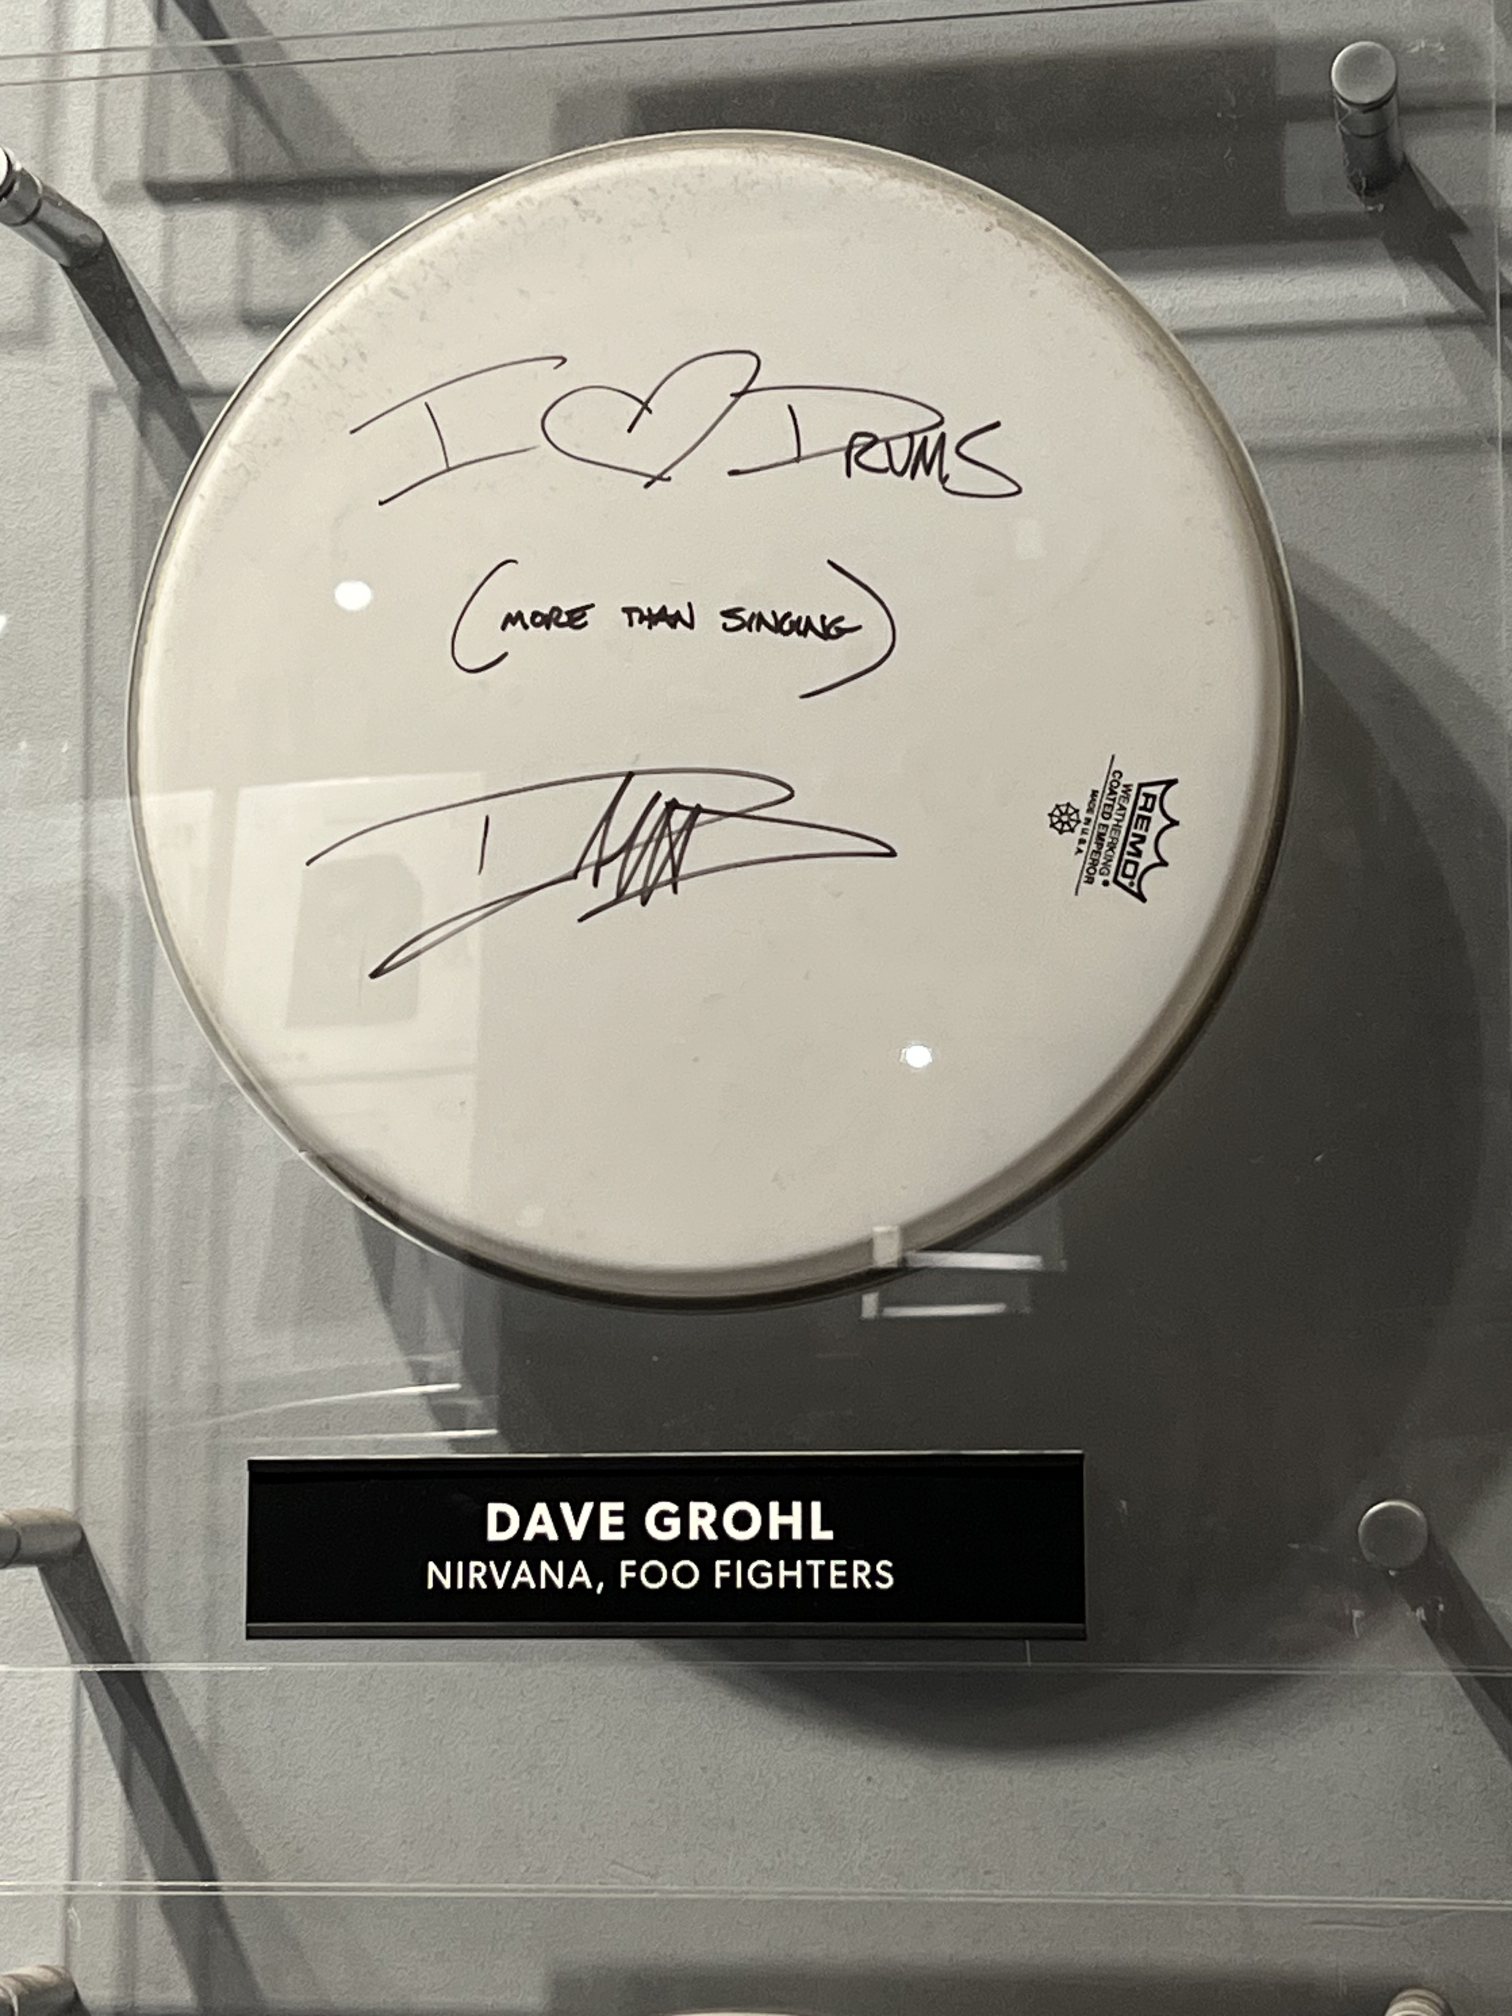 I ♡ DRUMS
(MORE THAN SINGING)
REMO
WEATHERKING®
COATED EMPEROR
MADE IN U.S.A.
DAVE GROHL
NIRVANA, FOO FIGHTERS